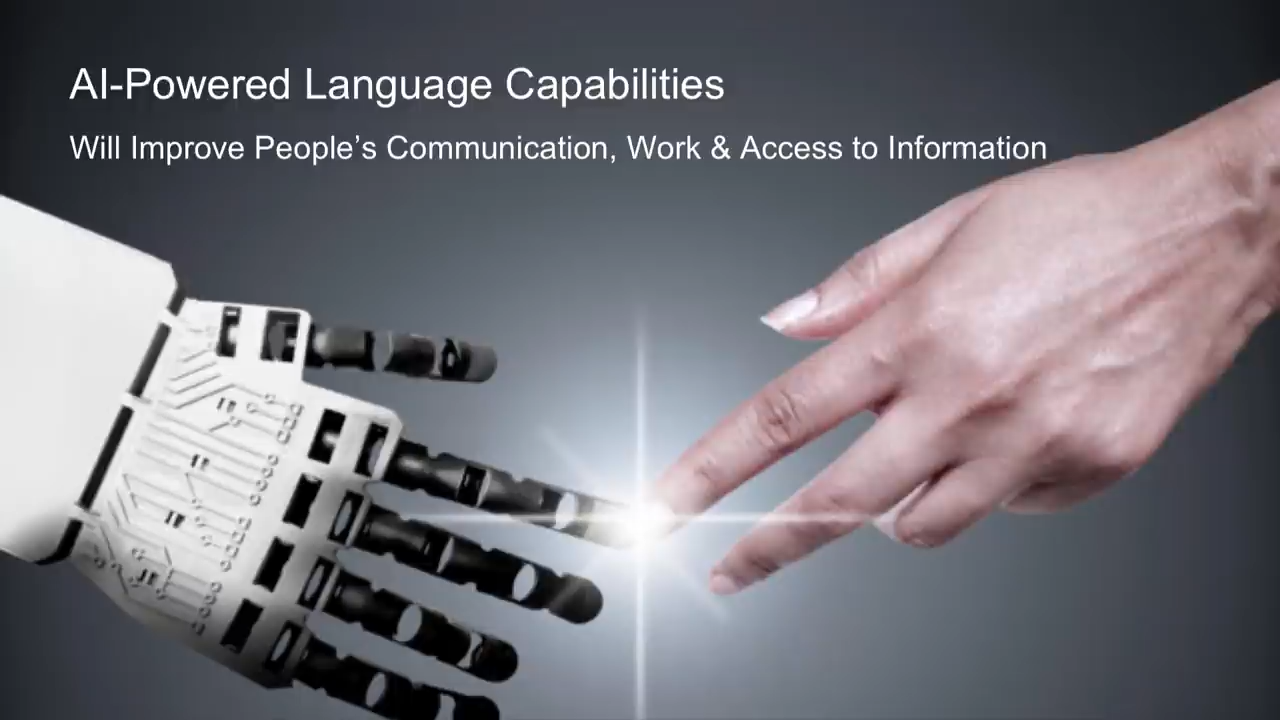 AI-Powered Language Capabilities
Will Improve People’s Communication, Work & Access to Information